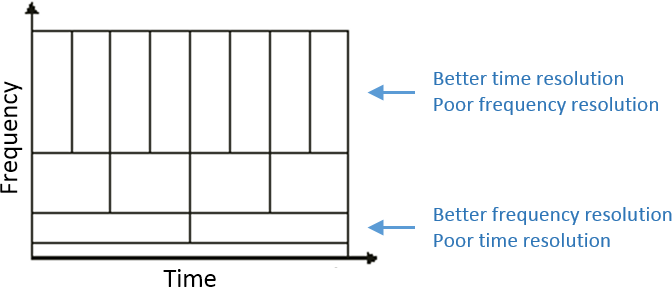 Frequency
Better time resolution
Poor frequency resolution
Better frequency resolution
Poor time resolution
Time